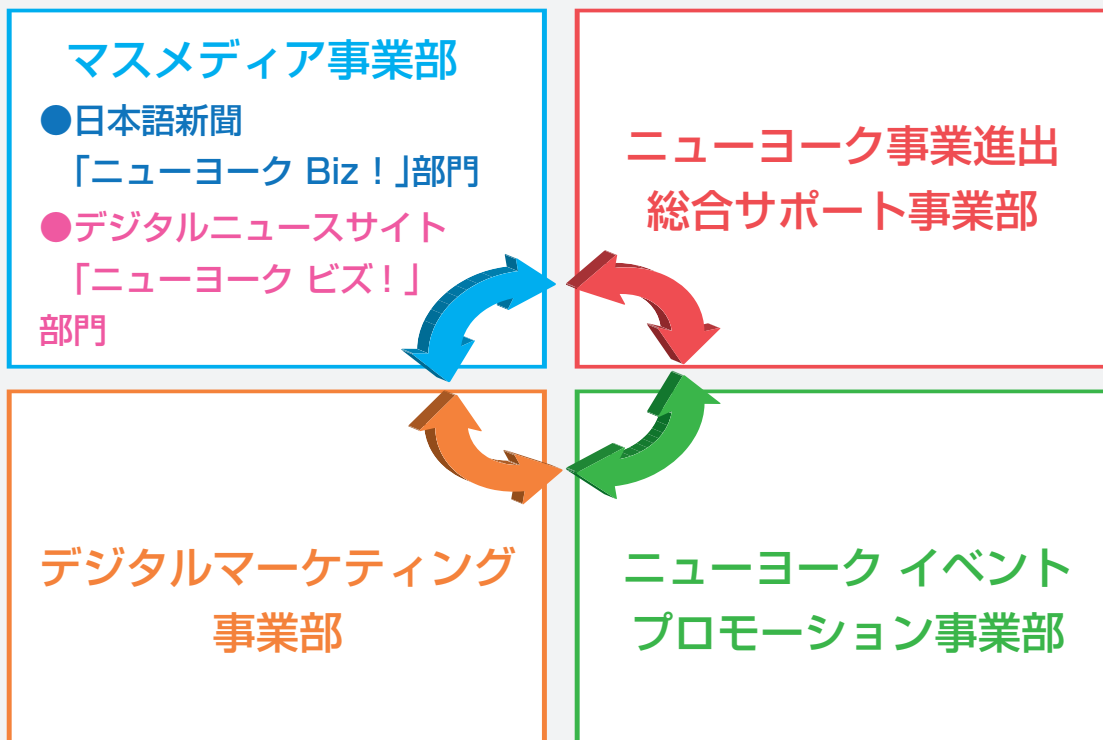 マスメディア事業部
●日本語新聞
「ニューヨーク Biz！」部門
●デジタルニュースサイト
「ニューヨーク ビズ！」
部門
ニューヨーク事業進出
総合サポート事業部
デジタルマーケティング
事業部
ニューヨーク イベント
プロモーション事業部